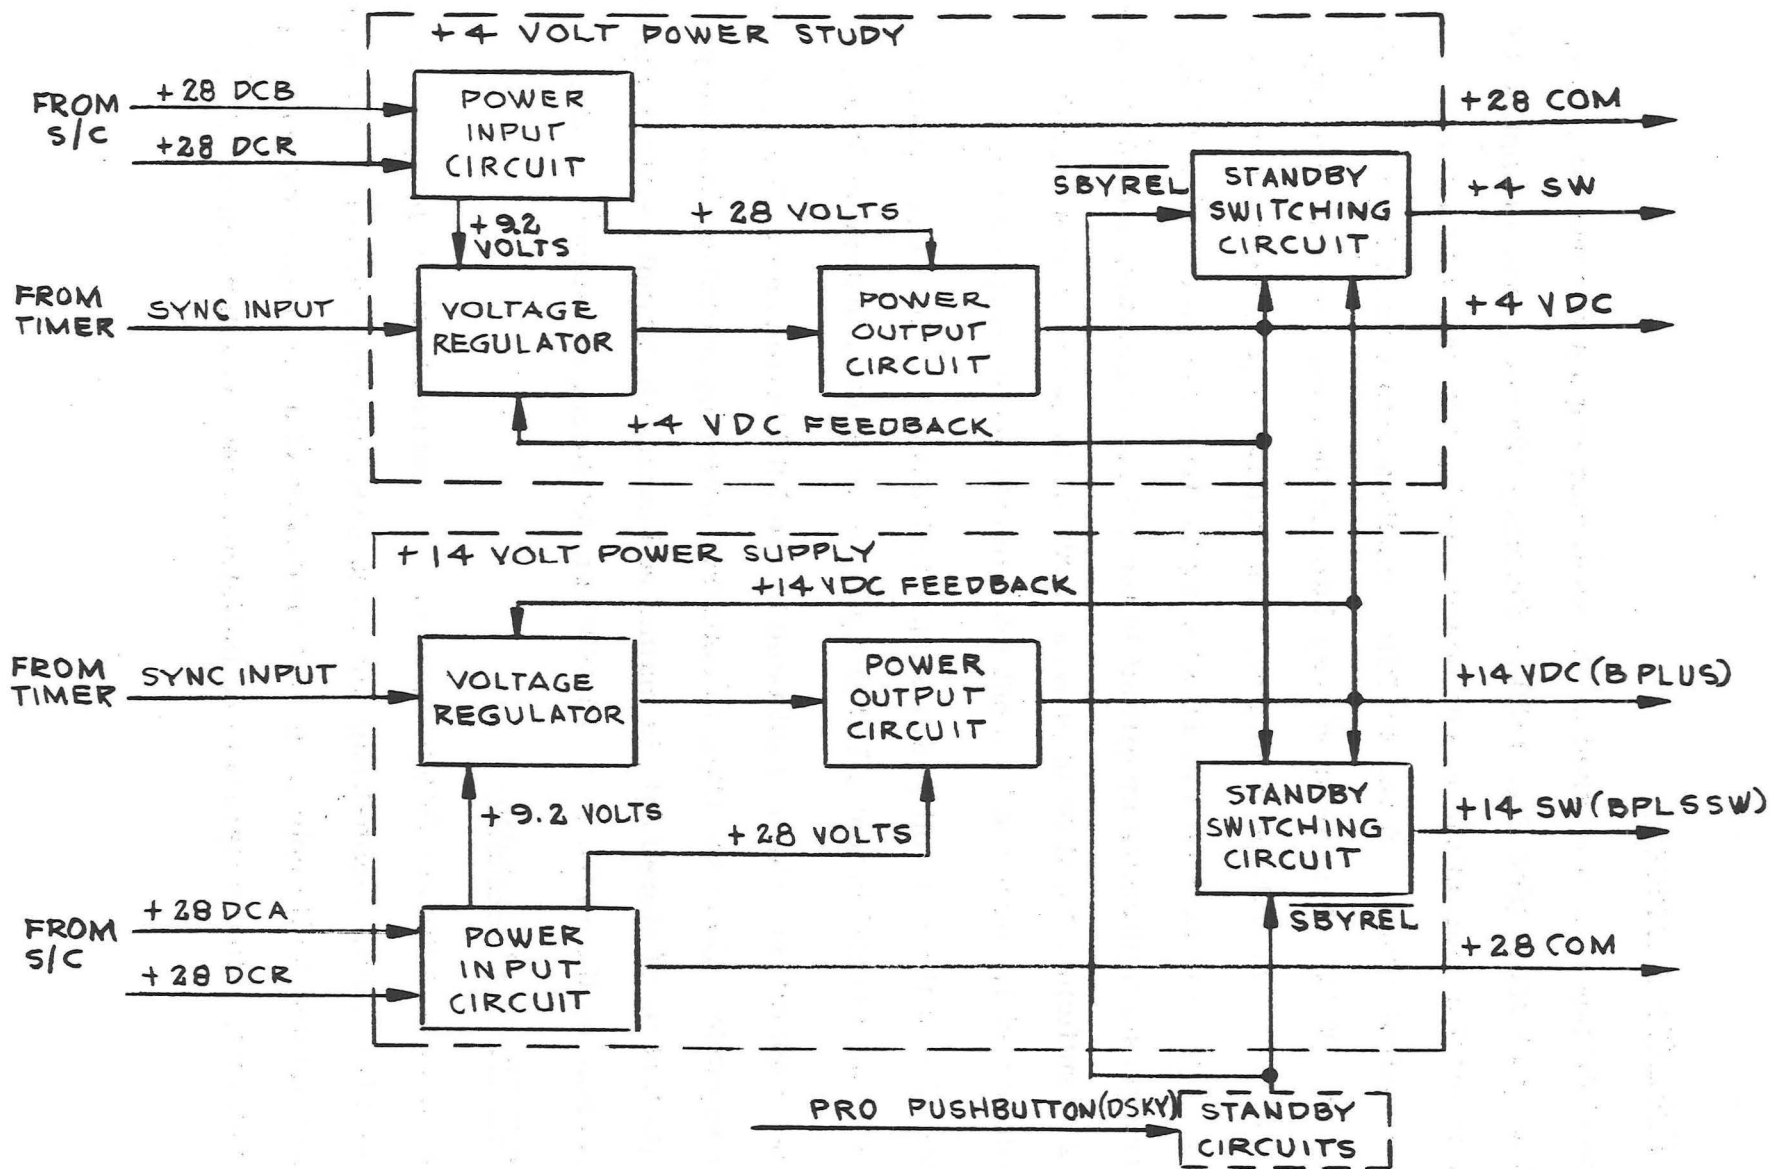 +4 VOLT POWER STUDY
FROM
S/C
+28 DCB
+28 DCR
POWER
INPUT
CIRCUIT
+28 COM
SBYREL
STANDBY
SWITCHING
CIRCUIT
+4 SW
+9.2
VOLTS
+28 VOLTS
FROM
TIMER
SYNC INPUT
VOLTAGE
REGULATOR
POWER
OUTPUT
CIRCUIT
+4 VDC
+4 VDC FEEDBACK
+14 VOLT POWER SUPPLY
+14 VDC FEEDBACK
FROM
TIMER
SYNC INPUT
VOLTAGE
REGULATOR
POWER
OUTPUT
CIRCUIT
+14 VDC (B PLUS)
+9.2 VOLTS
+28 VOLTS
STANDBY
SWITCHING
CIRCUIT
+14 SW (BPLSSW)
FROM
S/C
+28 DCA
+28 DCR
POWER
INPUT
CIRCUIT
SBYREL
+28 COM
PRO PUSHBUTTON (DSKY)
STANDBY
CIRCUITS